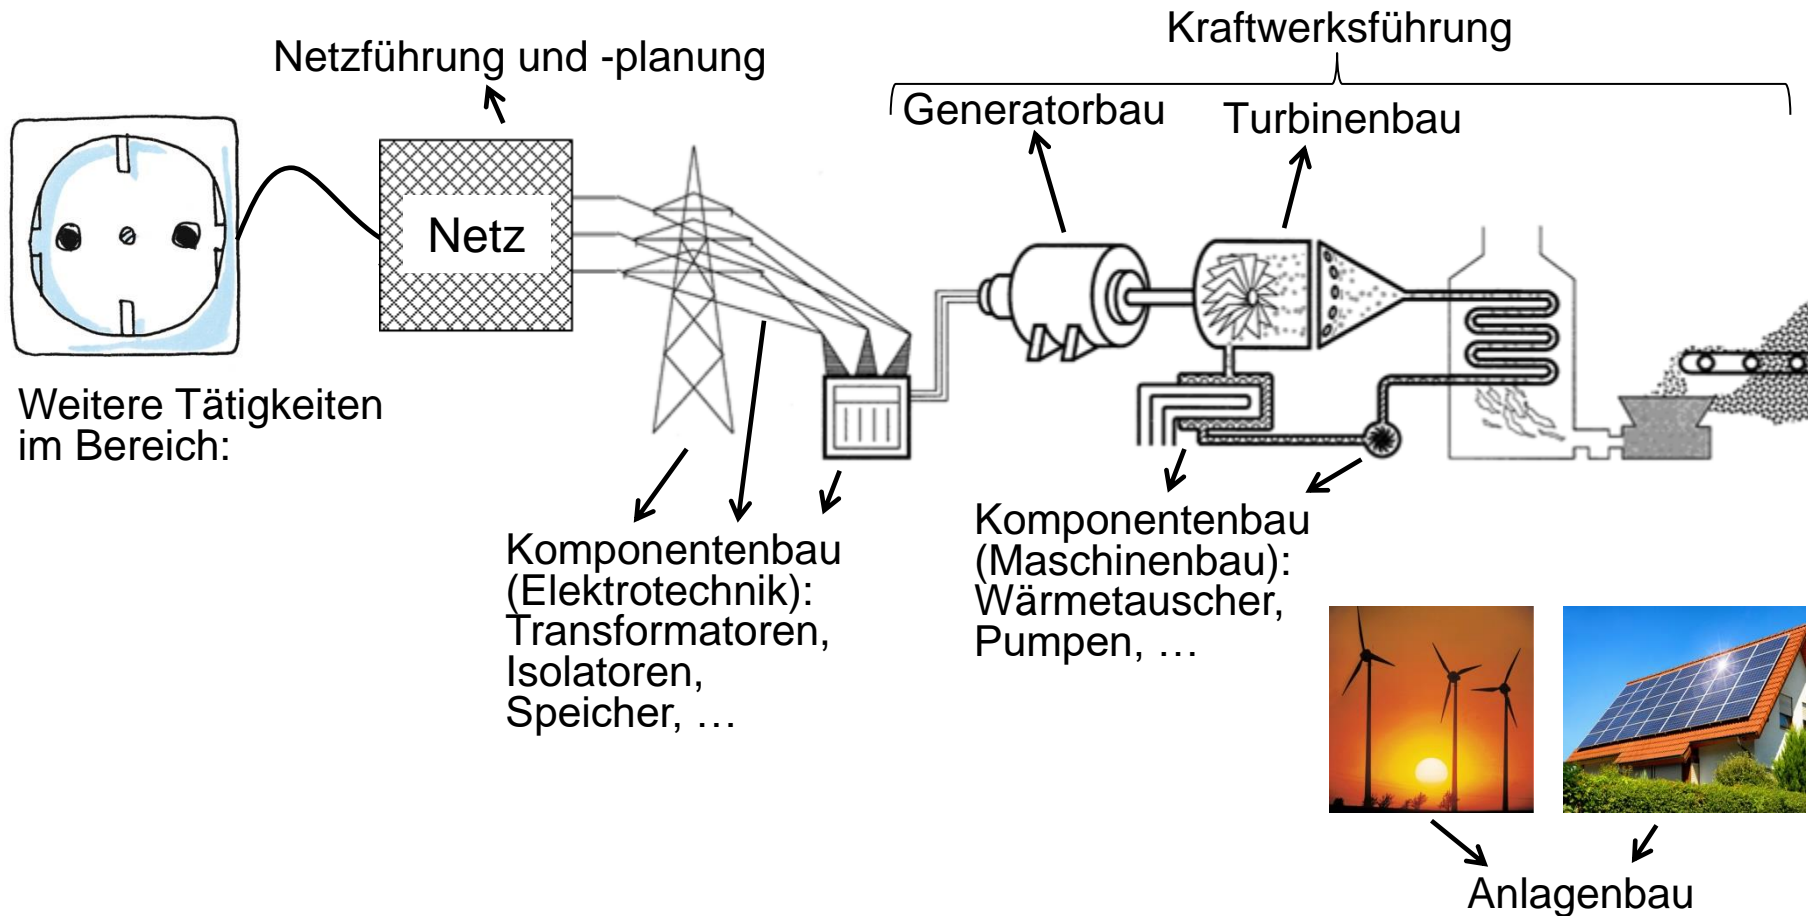 Kraftwerksführung
Netzführung und -planung
Generatorbau
Turbinenbau
Netz
Weitere Tätigkeiten
im Bereich:
Komponentenbau
(Elektrotechnik):
Transformatoren,
Isolatoren,
Speicher, …
Komponentenbau
(Maschinenbau):
Wärmetauscher,
Pumpen, …
Anlagenbau